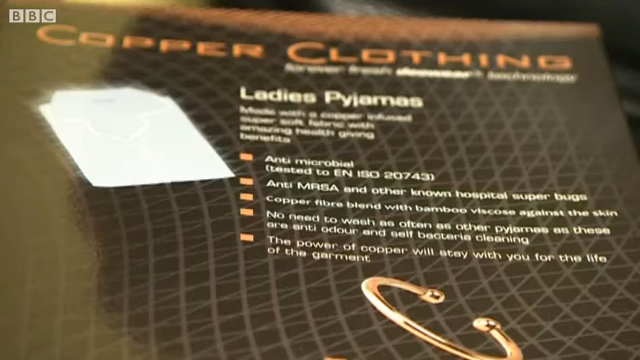 BBC
COPPER CLOTHING
forever fresh technology
Ladies Pyjamas
Made with a copper infused
super soft fabric with
amazing health giving
benefits
Anti microbial
(tested to EN ISO 20743)
Anti MRSA and other known hospital super bugs
Copper fibre blend with bamboo viscose against the skin
No need to wash as often as other pyjamas as these
are anti odour and self bacteria cleaning
The power of copper will stay with you for the life
of the garment